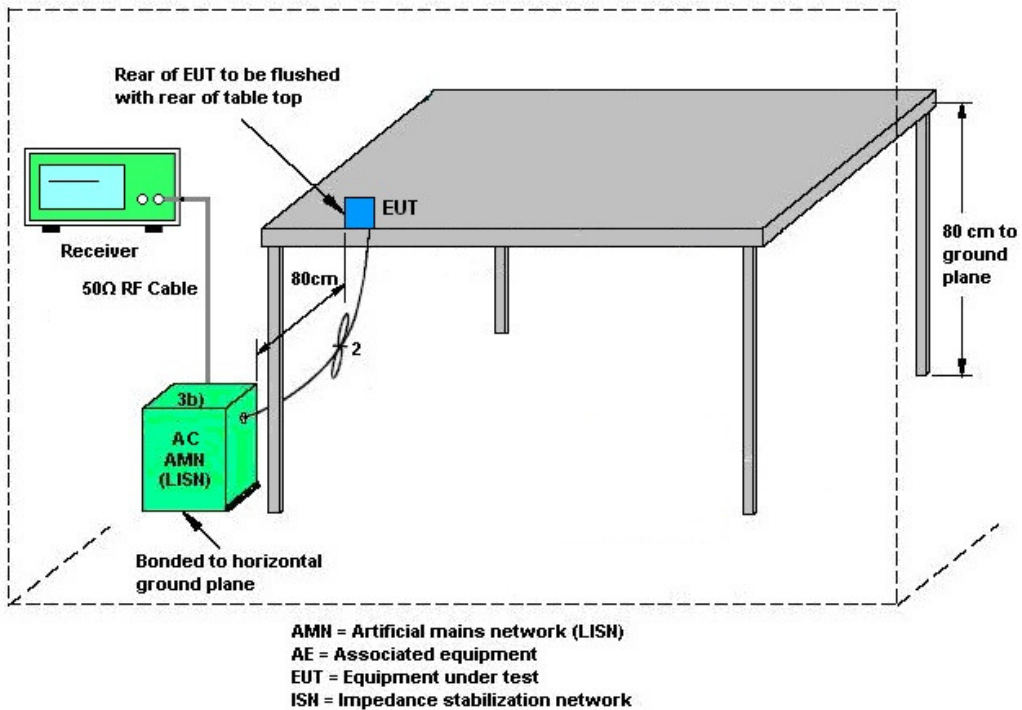 Rear of EUT to be flushed
with rear of table top
EUT
Receiver
50Ω RF Cable
80cm
2
80 cm to
ground
plane
3b)
AC
AMN
(LISN)
Bonded to horizontal
ground plane
AMN = Artificial mains network (LISN)
AE = Associated equipment
EUT = Equipment under test
ISN = Impedance stabilization network